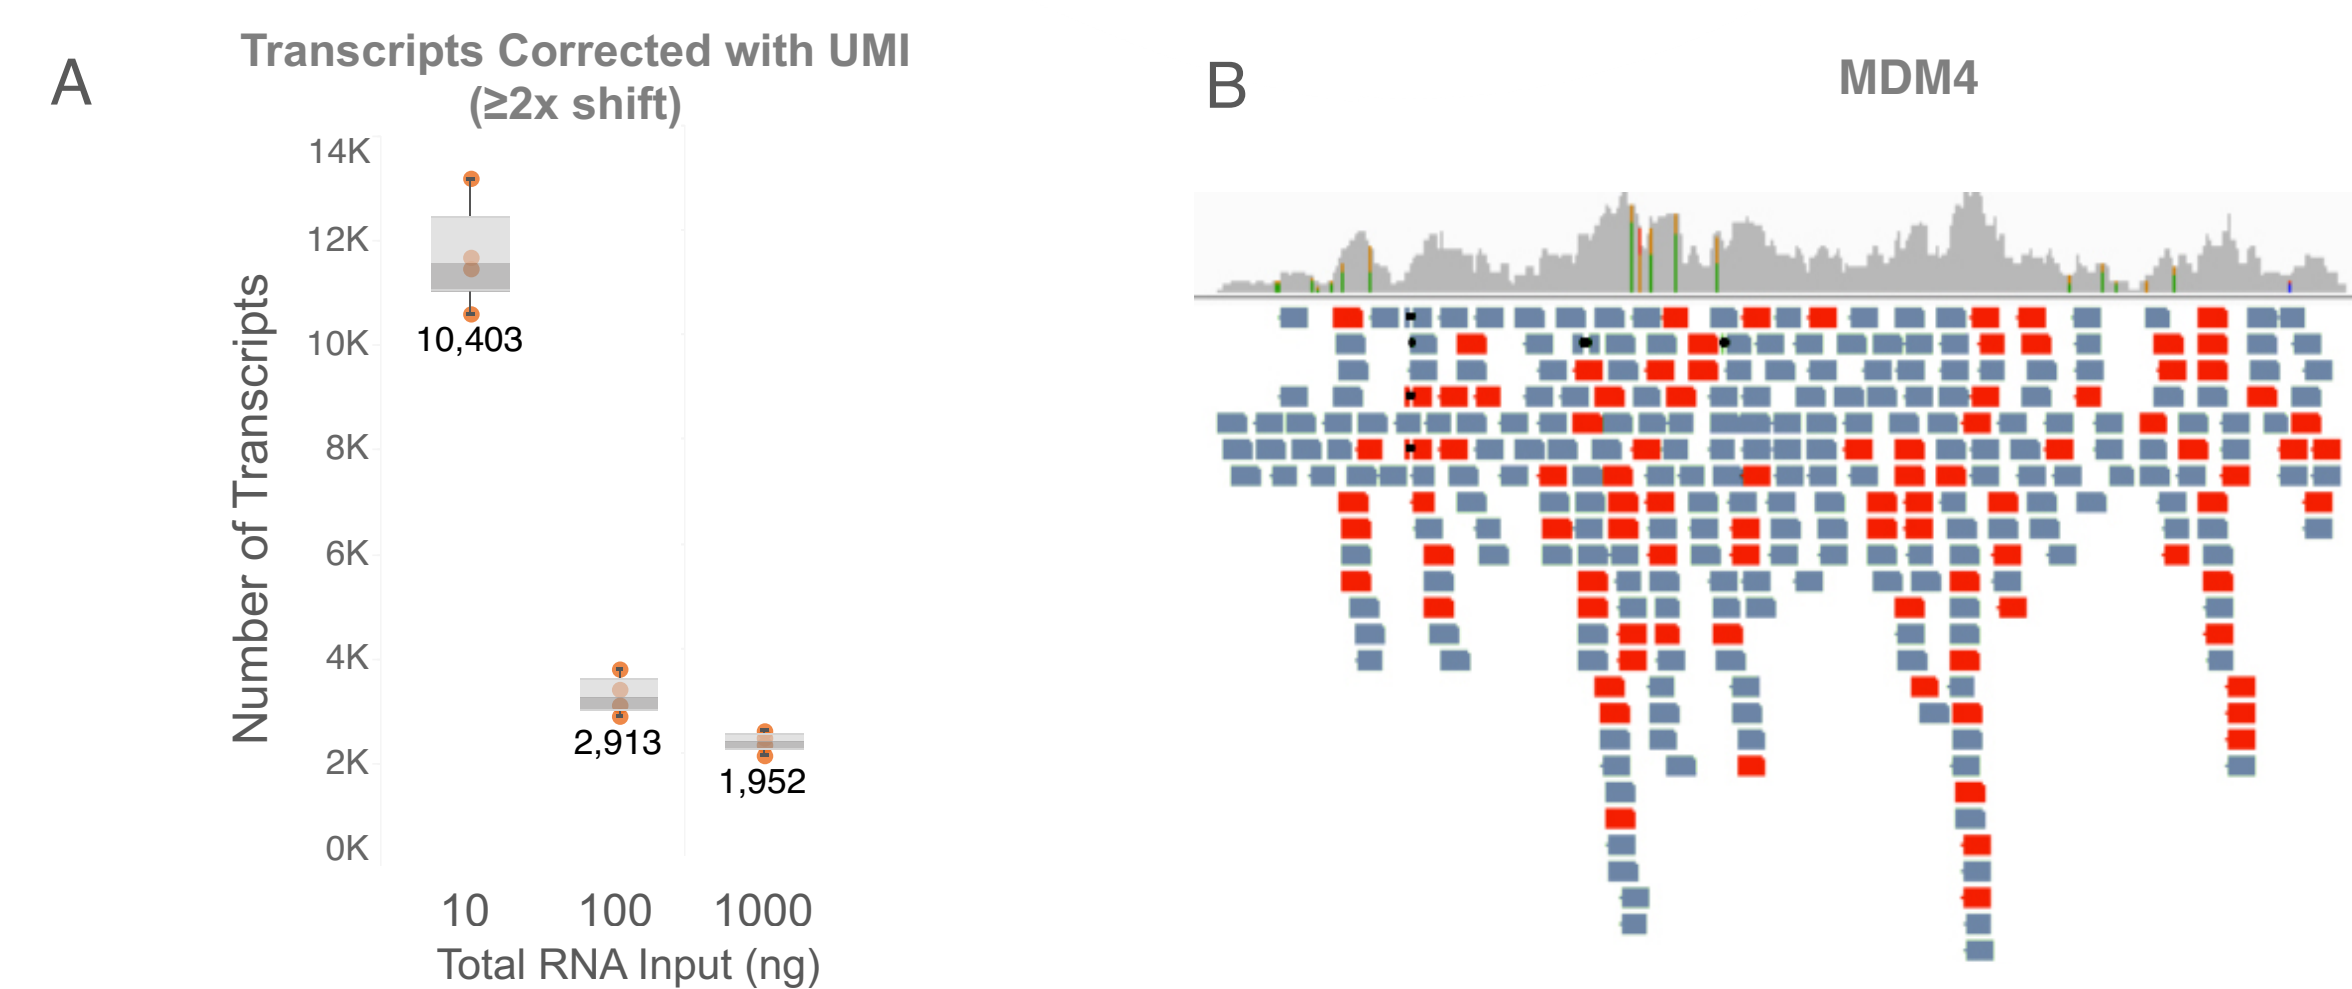 A
Transcripts Corrected with UMI
(≥2x shift)
Number of Transcripts
14K
12K
10K
8K
6K
4K
2K
0K
10,403
2,913
1,952
10 100 1000
Total RNA Input (ng)
B
MDM4